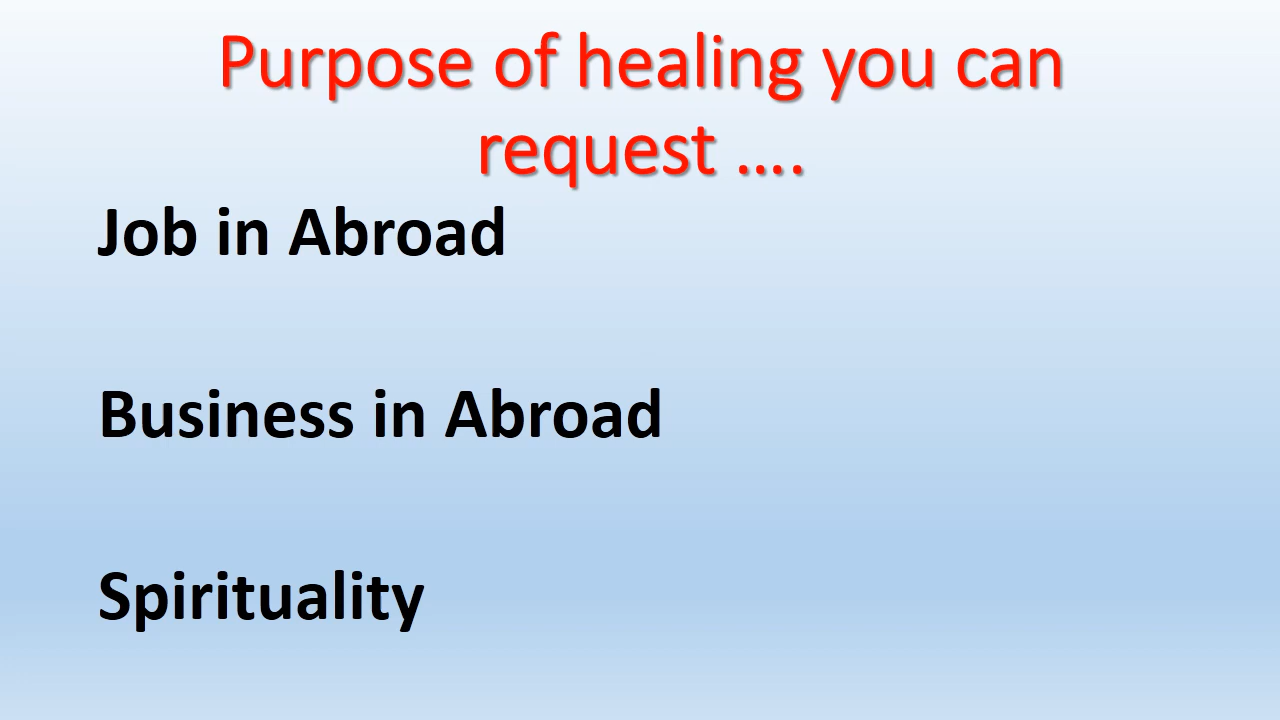 Purpose of healing you can
request ....
Job in Abroad
Business in Abroad
Spirituality